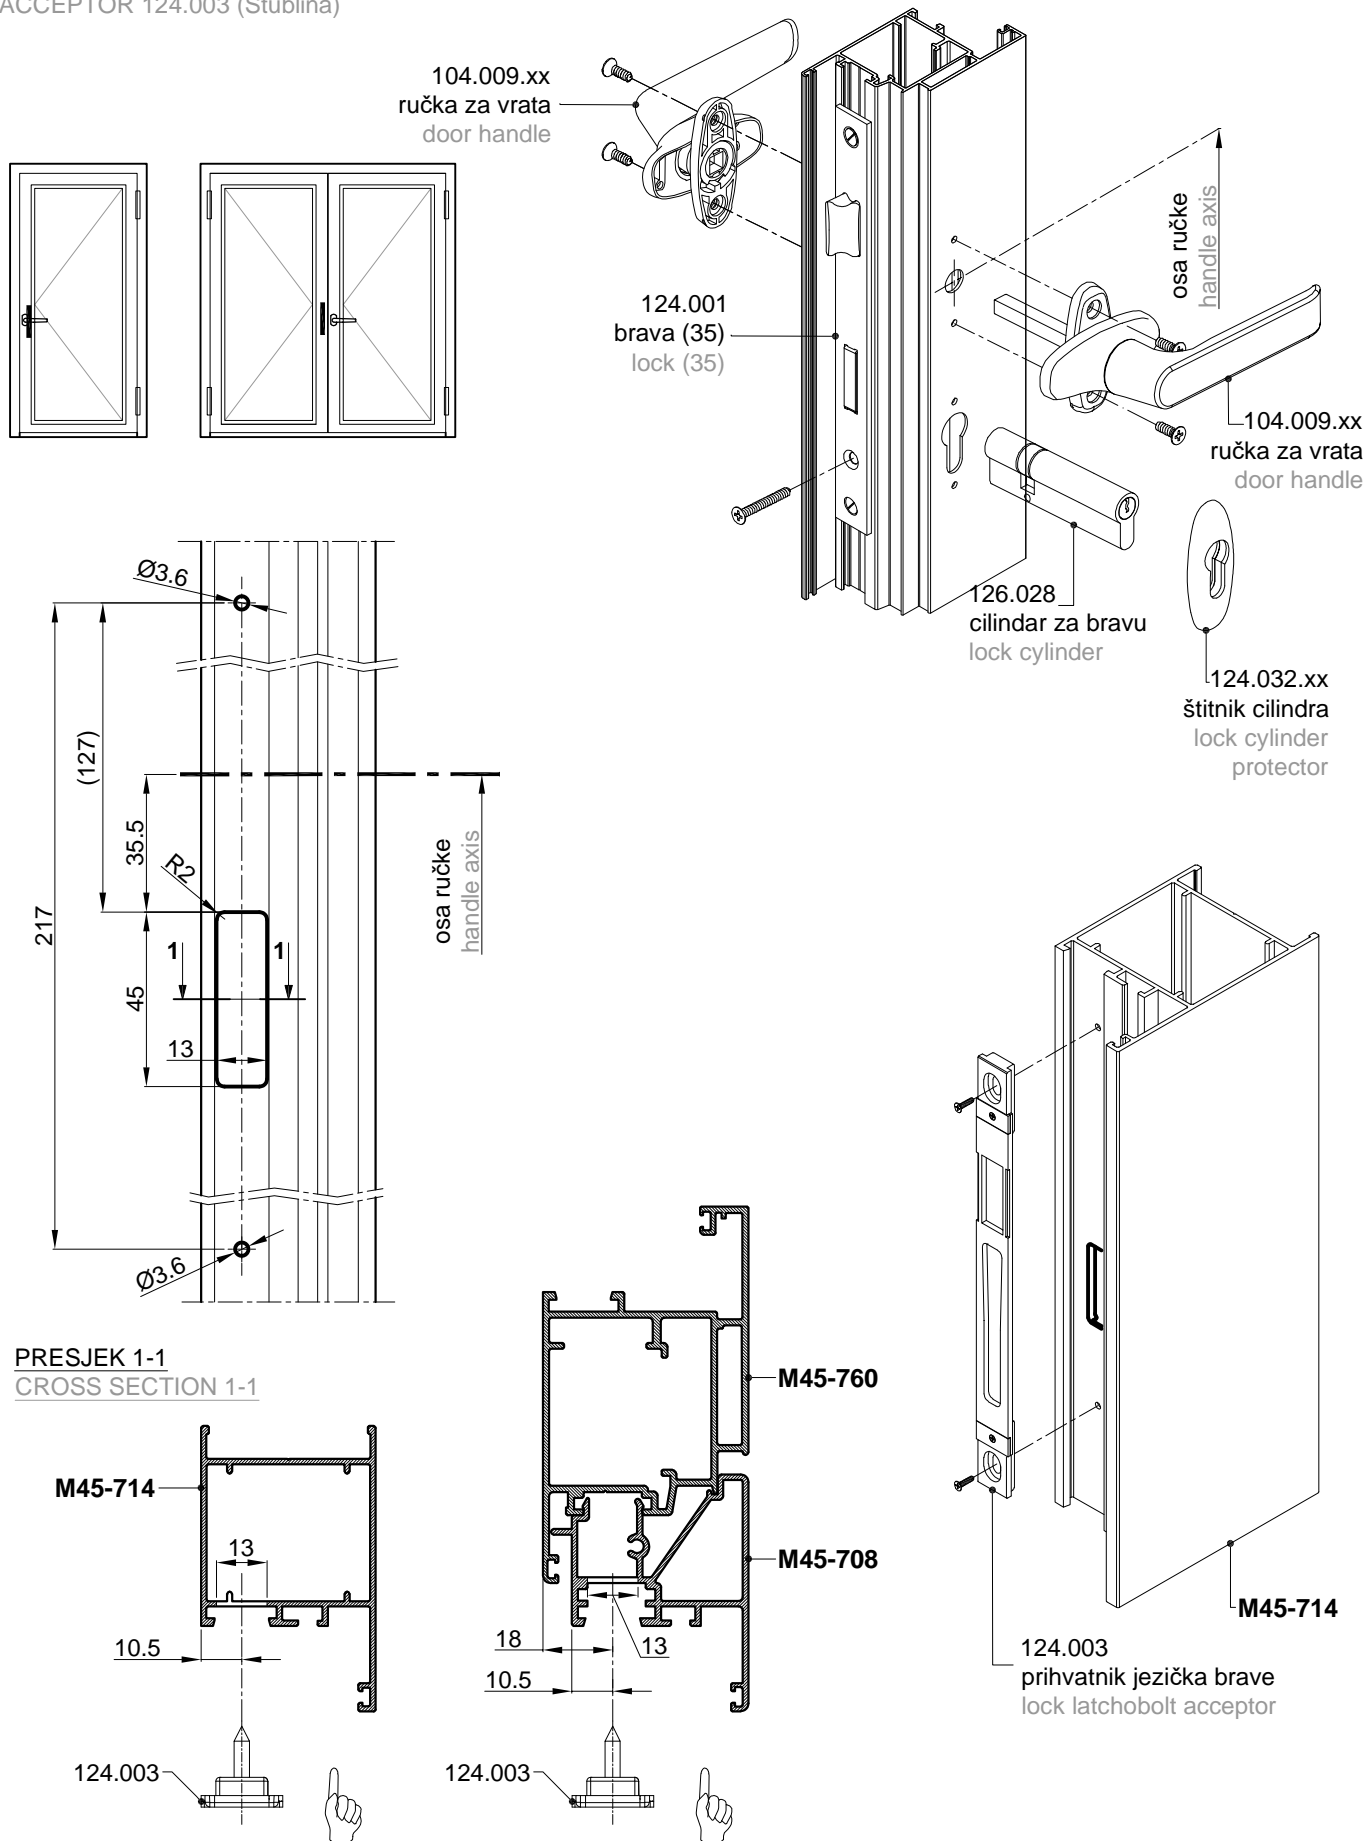 ACCEPTOR 124.003 (Stublina)
104.009.xx
ručka za vrata
door handle
osa ručke
handle axis
124.001
brava (35)
lock (35)
104.009.xx
ručka za vrata
door handle
126.028
cilindar za bravu
lock cylinder
124.032.xx
štitnik cilindra
lock cylinder
protector
Ø3.6
(127)
35.5
R2
217
1
1
45
13
Ø3.6
osa ručke
handle axis
PRESJEK 1-1
CROSS SECTION 1-1
M45-714
13
10.5
124.003
M45-760
M45-708
18
13
10.5
124.003
M45-714
124.003
prihvatnik jezička brave
lock latchobolt acceptor